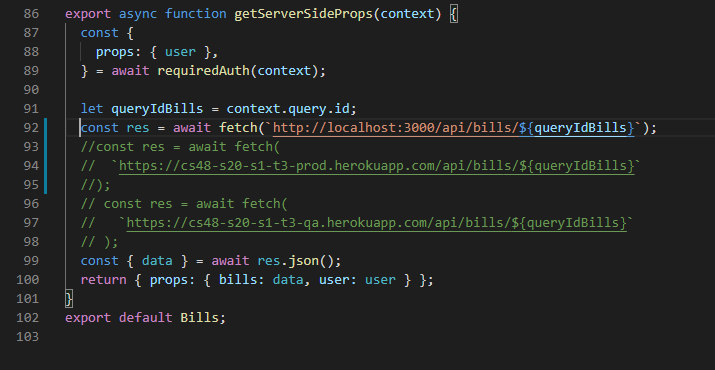 86 export async function getServerSideProps(context) {
87   const {
88     props: { user },
89   } = await requiredAuth(context);
90
91   let queryIdBills = context.query.id;
92   const res = await fetch(`http://localhost:3000/api/bills/${queryIdBills}`);
93   //const res = await fetch(
94   //  `https://cs48-s20-s1-t3-prod.herokuapp.com/api/bills/${queryIdBills}`
95   //);
96   // const res = await fetch(
97   //   `https://cs48-s20-s1-t3-qa.herokuapp.com/api/bills/${queryIdBills}`
98   // );
99   const { data } = await res.json();
100   return { props: { bills: data, user: user } };
101 }
102 export default Bills;
103